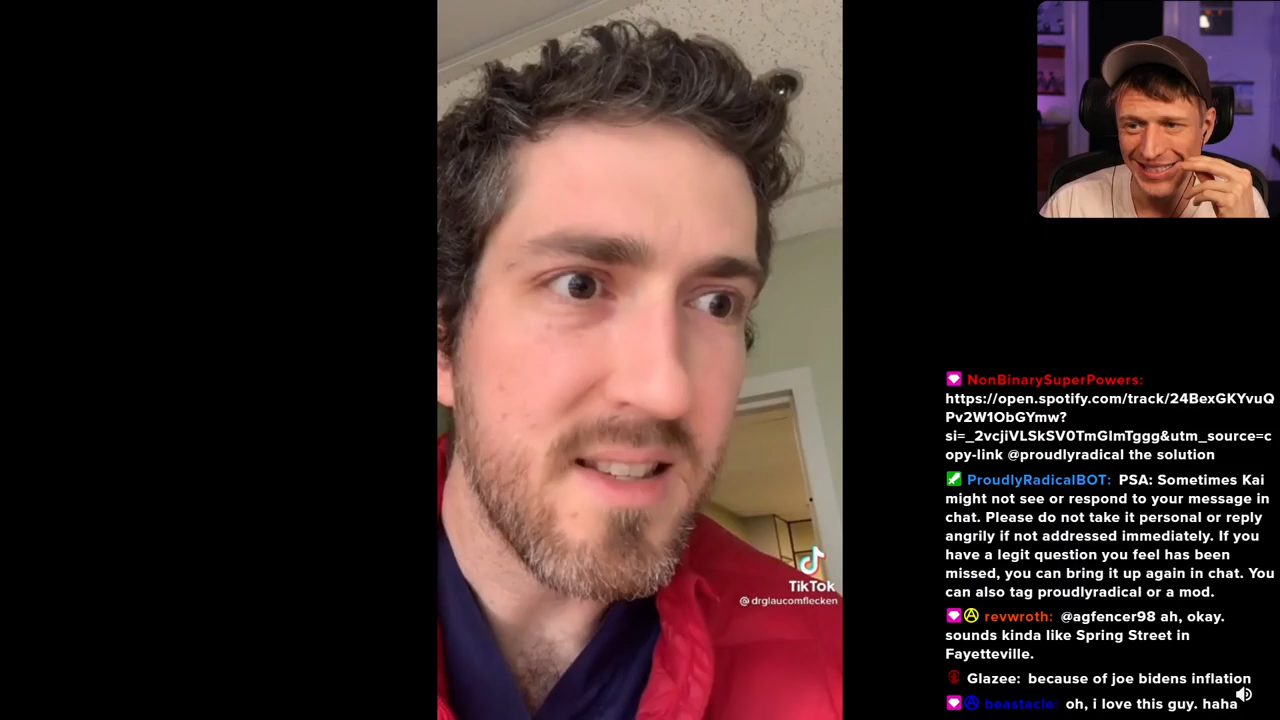 TikTok
@drglaucomflecken
NonBinarySuperPowers:
https://open.spotify.com/track/24BexGKYvuQ
Pv2W1ObGYmw?
si=_2vcjiVLSkSV0TmGlmTggg&utm_source=c
opy-link @proudlyradical the solution
ProudlyRadicalBOT: PSA: Sometimes Kai
might not see or respond to your message in
chat. Please do not take it personal or reply
angrily if not addressed immediately. If you
have a legit question you feel has been
missed, you can bring it up again in chat. You
can also tag proudlyradical or a mod.
revwroth: @agfencer98 ah, okay.
sounds kinda like Spring Street in
Fayetteville.
Glazee: because of joe bidens inflation
beastacle: oh, i love this guy. haha